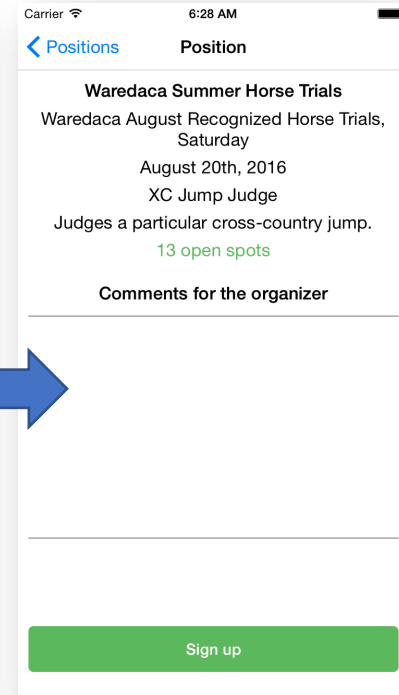 Carrier 6:28 AM
Positions Position
Waredaca Summer Horse Trials
Waredaca August Recognized Horse Trials,
Saturday
August 20th, 2016
XC Jump Judge
Judges a particular cross-country jump.
13 open spots
Comments for the organizer
Sign up